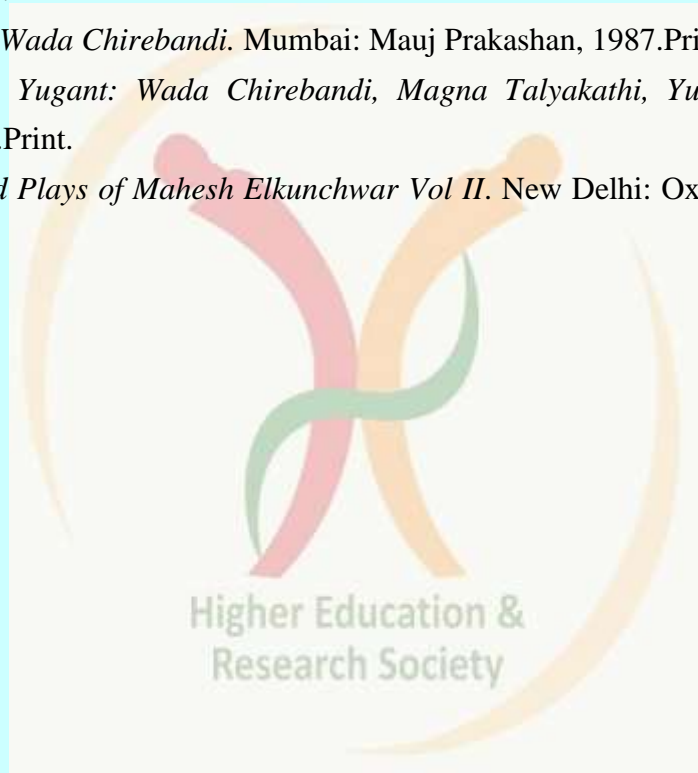 Wada Chirebandi. Mumbai: Mauj Prakashan, 1987.Pri
Yugant: Wada Chirebandi, Magna Talyakathi, Yu
.Print.
d Plays of Mahesh Elkunchwar Vol II. New Delhi: Ox
Higher Education &
Research Society